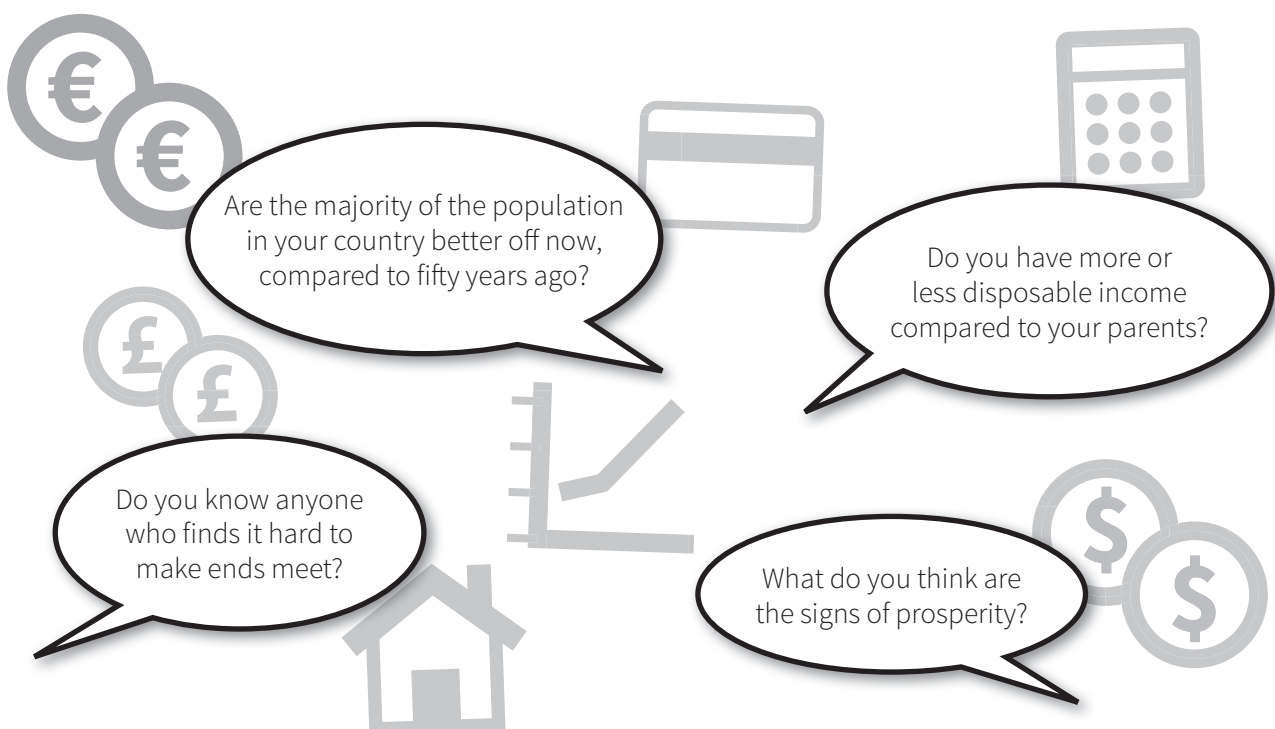 €
€
Are the majority of the population
in your country better off now,
compared to fifty years ago?
Do you have more or
less disposable income
compared to your parents?
£
£
Do you know anyone
who finds it hard to
make ends meet?
What do you think are
the signs of prosperity?
$
$